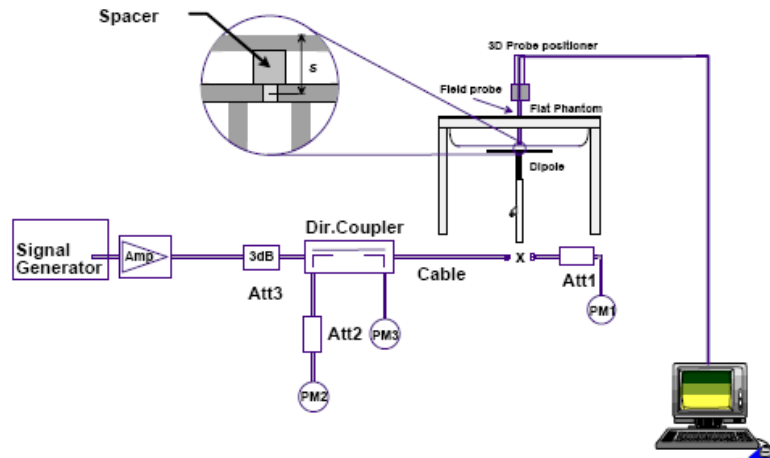 Spacer
s
3D Probe positioner
Field probe
Flat Phantom
Dipole
Signal
Generator
Amp
3dB
Att3
Dir.Coupler
Cable
x
Att1
PM1
Att2
PM3
PM2